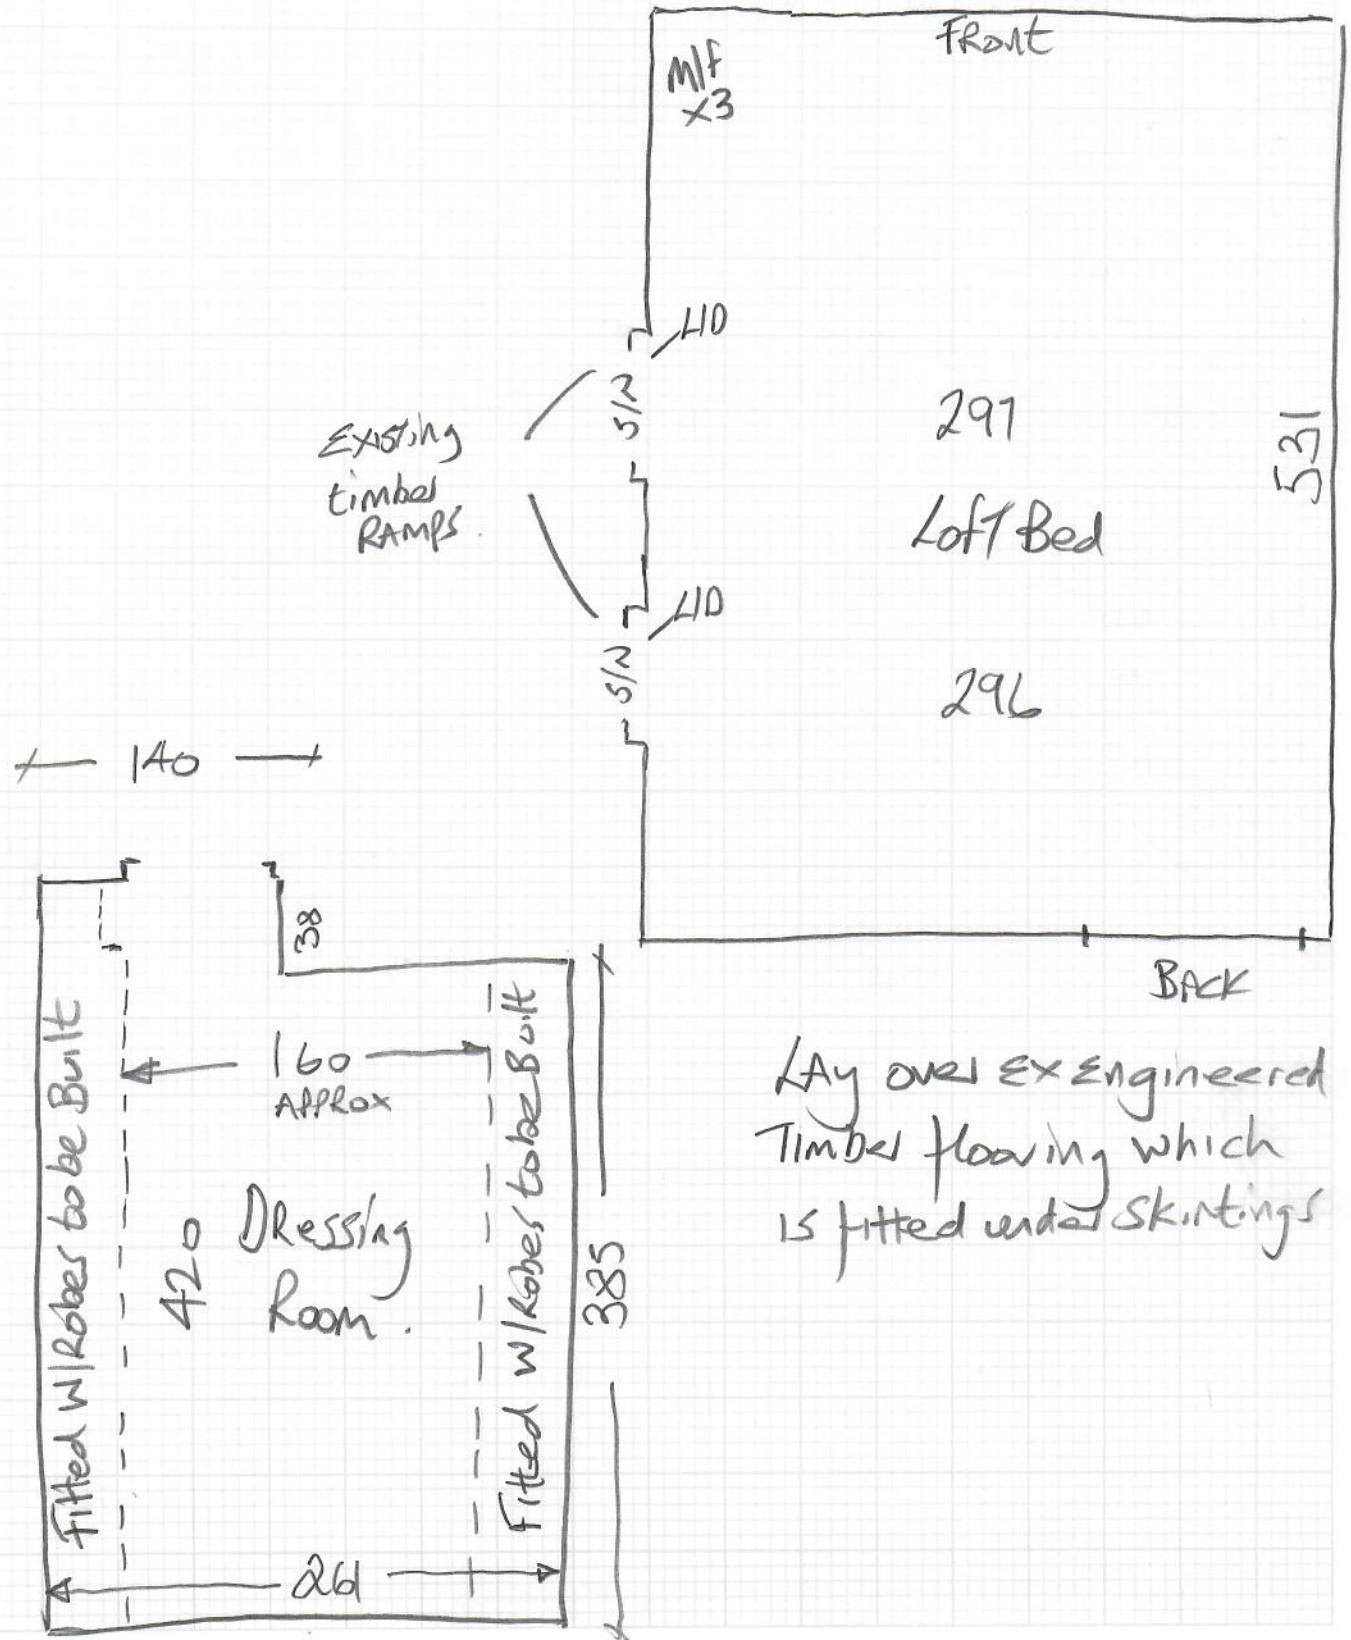 FRont
M/F
x3
L/D
S/N
297
531
Existing
timber
RAMPS.
Loft Bed
L/D
S/N
296
140
38
BACK
160
APPROX
Fitted W/Robes to be Built
Fitted W/Robes to be Built
LAy over Ex Engineered
Timber flooring which
is fitted under Skirtings
420
DRessing
Room.
385
261